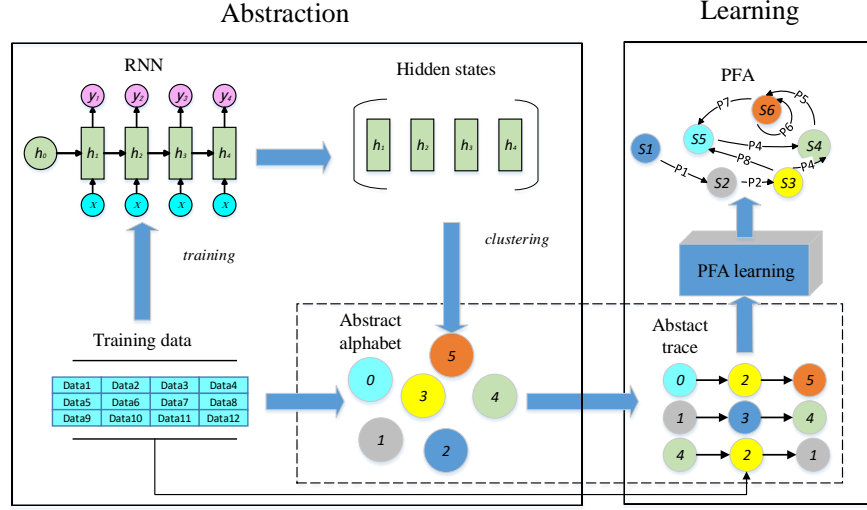 Abstraction
Learning
RNN
Hidden states
PFA
y₁ y₂ y₃ y₄
h₀ h₁ h₂ h₃ h₄
x x x x
h₁ h₂ h₃ h₄
training
clustering
S1 S2 S3 S4 S5 S6
P1 P2 P4 P8 P4 P7 P6 P5
PFA learning
Training data
Data1 Data2 Data3 Data4
Data5 Data6 Data7 Data8
Data9 Data10 Data11 Data12
Abstract
alphabet
0 3 5 4 1 2
Abstact
trace
0 2 5
1 3 4
4 2 1